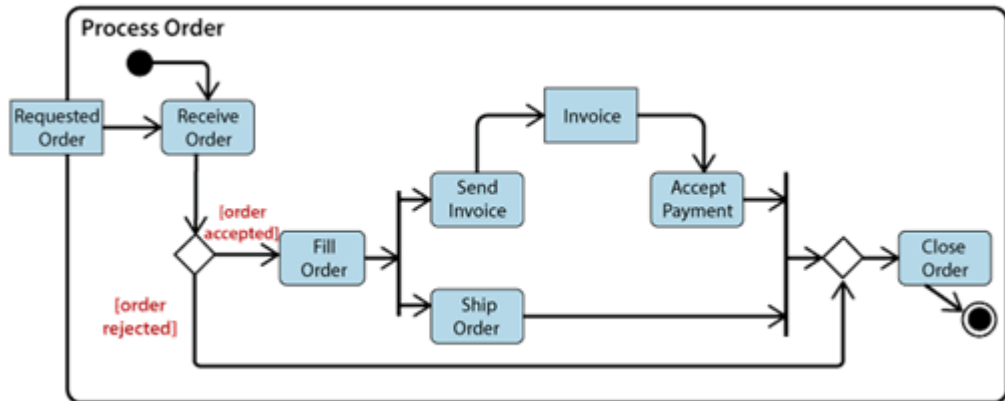 Process Order
Requested
Order
Receive
Order
Invoice
Send
Invoice
Accept
Payment
[order
accepted]
Fill
Order
Close
Order
[order
rejected]
Ship
Order